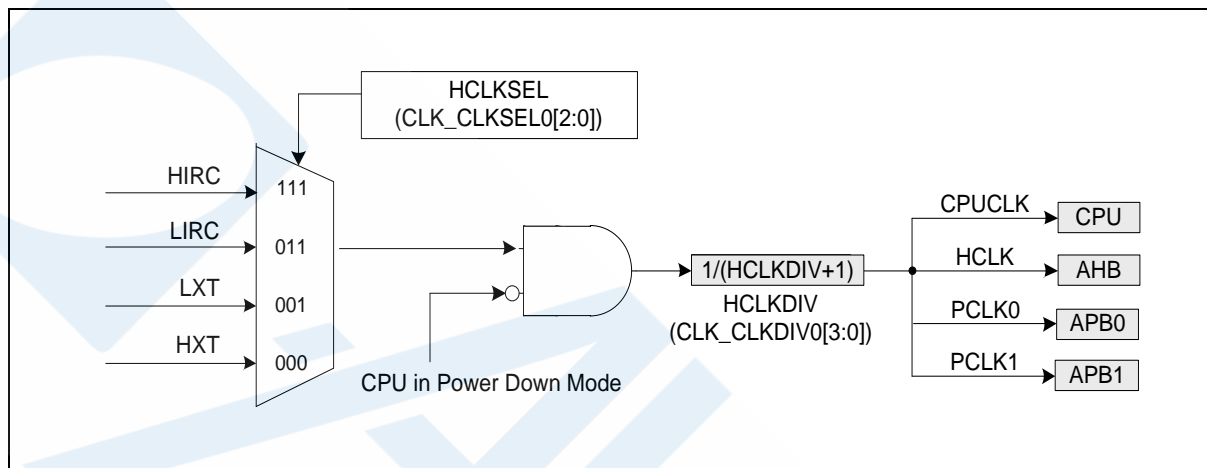 HCLKSEL
(CLK_CLKSEL0[2:0])
HIRC
111
LIRC
011
LXT
001
HXT
000
CPU in Power Down Mode
1/(HCLKDIV+1)
HCLKDIV
(CLK_CLKDIV0[3:0])
CPUCLK
CPU
HCLK
AHB
PCLK0
APB0
PCLK1
APB1